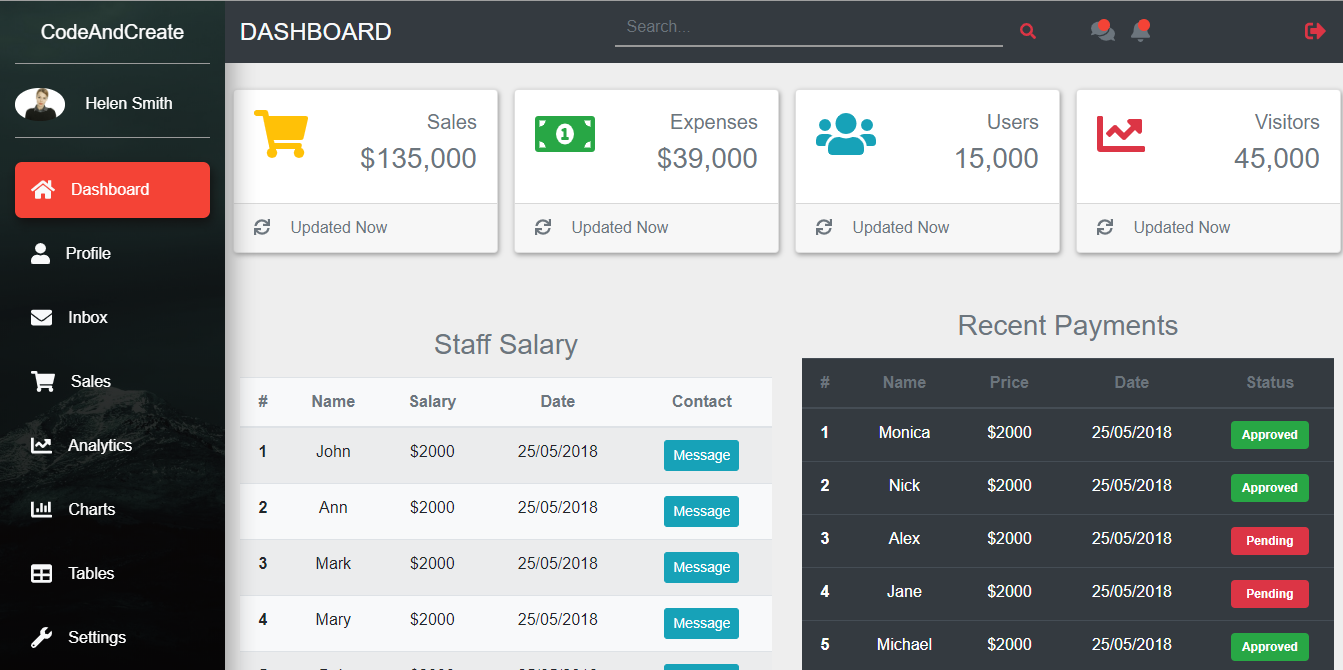 CodeAndCreate
Helen Smith
Dashboard
Profile
Inbox
Sales
Analytics
Charts
Tables
Settings
DASHBOARD
Search...
Sales
$135,000
Updated Now
Expenses
$39,000
Updated Now
Users
15,000
Updated Now
Visitors
45,000
Updated Now
Staff Salary
# Name Salary Date Contact
1 John $2000 25/05/2018 Message
2 Ann $2000 25/05/2018 Message
3 Mark $2000 25/05/2018 Message
4 Mary $2000 25/05/2018 Message
Recent Payments
# Name Price Date Status
1 Monica $2000 25/05/2018 Approved
2 Nick $2000 25/05/2018 Approved
3 Alex $2000 25/05/2018 Pending
4 Jane $2000 25/05/2018 Pending
5 Michael $2000 25/05/2018 Approved